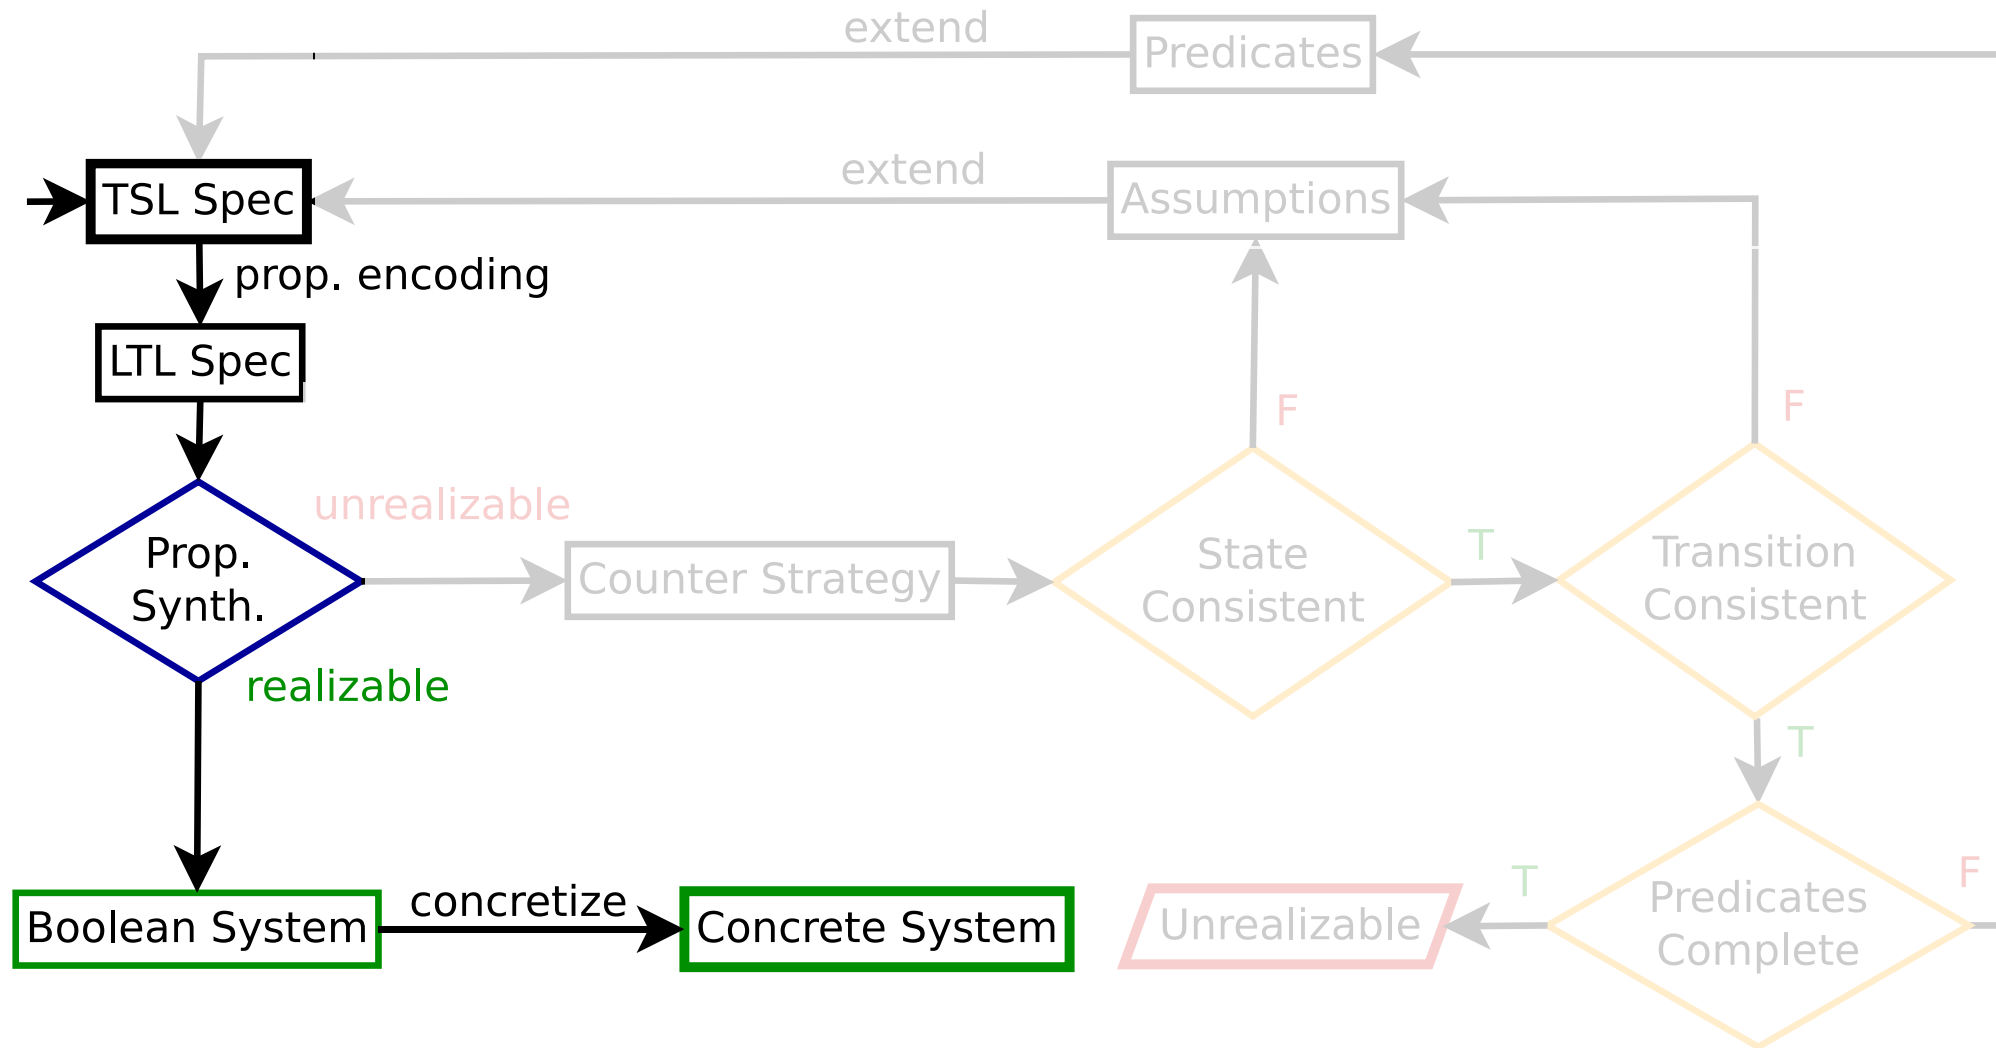 extend
Predicates
extend
Assumptions
TSL Spec
prop. encoding
LTL Spec
F
F
unrealizable
Prop.
Synth.
Counter Strategy
State
Consistent
T
Transition
Consistent
realizable
T
Boolean System
concretize
Concrete System
Unrealizable
T
Predicates
Complete
F